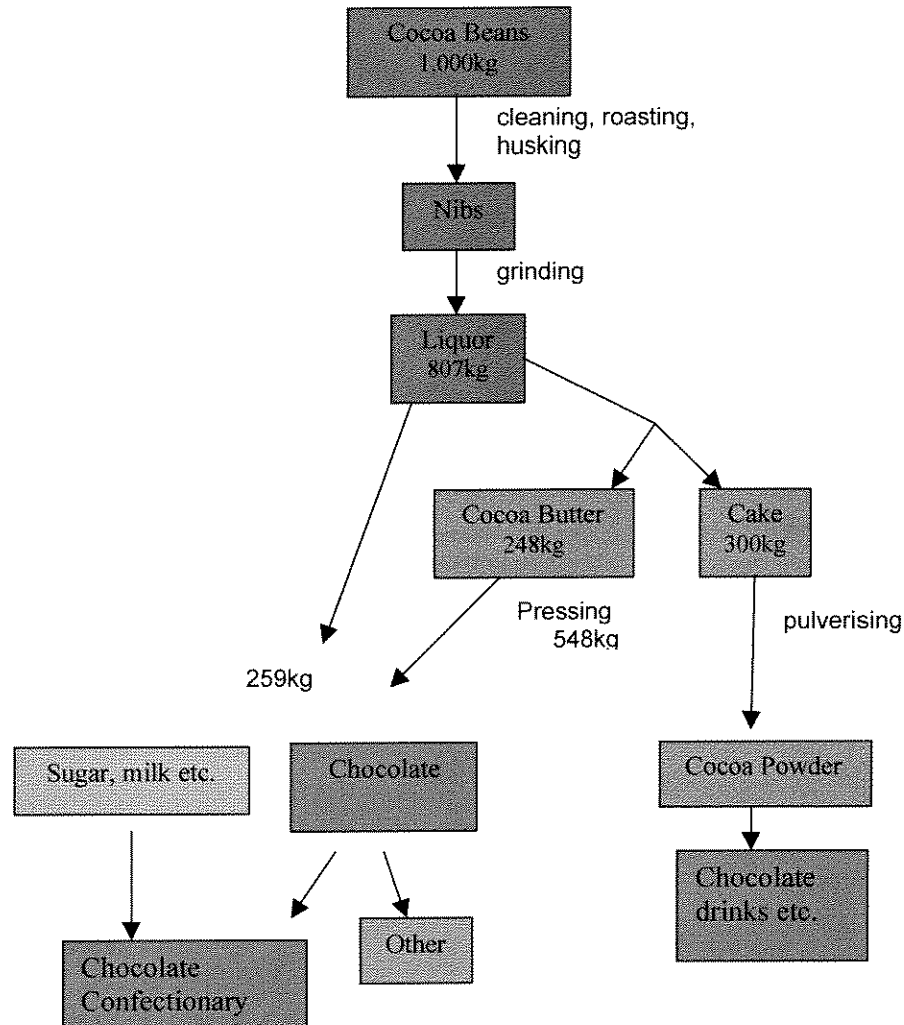 Cocoa Beans
1,000kg
cleaning, roasting,
husking
Nibs
grinding
Liquor
807kg
Cocoa Butter
248kg
Cake
300kg
Pressing
548kg
pulverising
259kg
Sugar, milk etc.
Chocolate
Cocoa Powder
Chocolate
drinks etc.
Other
Chocolate
Confectionary